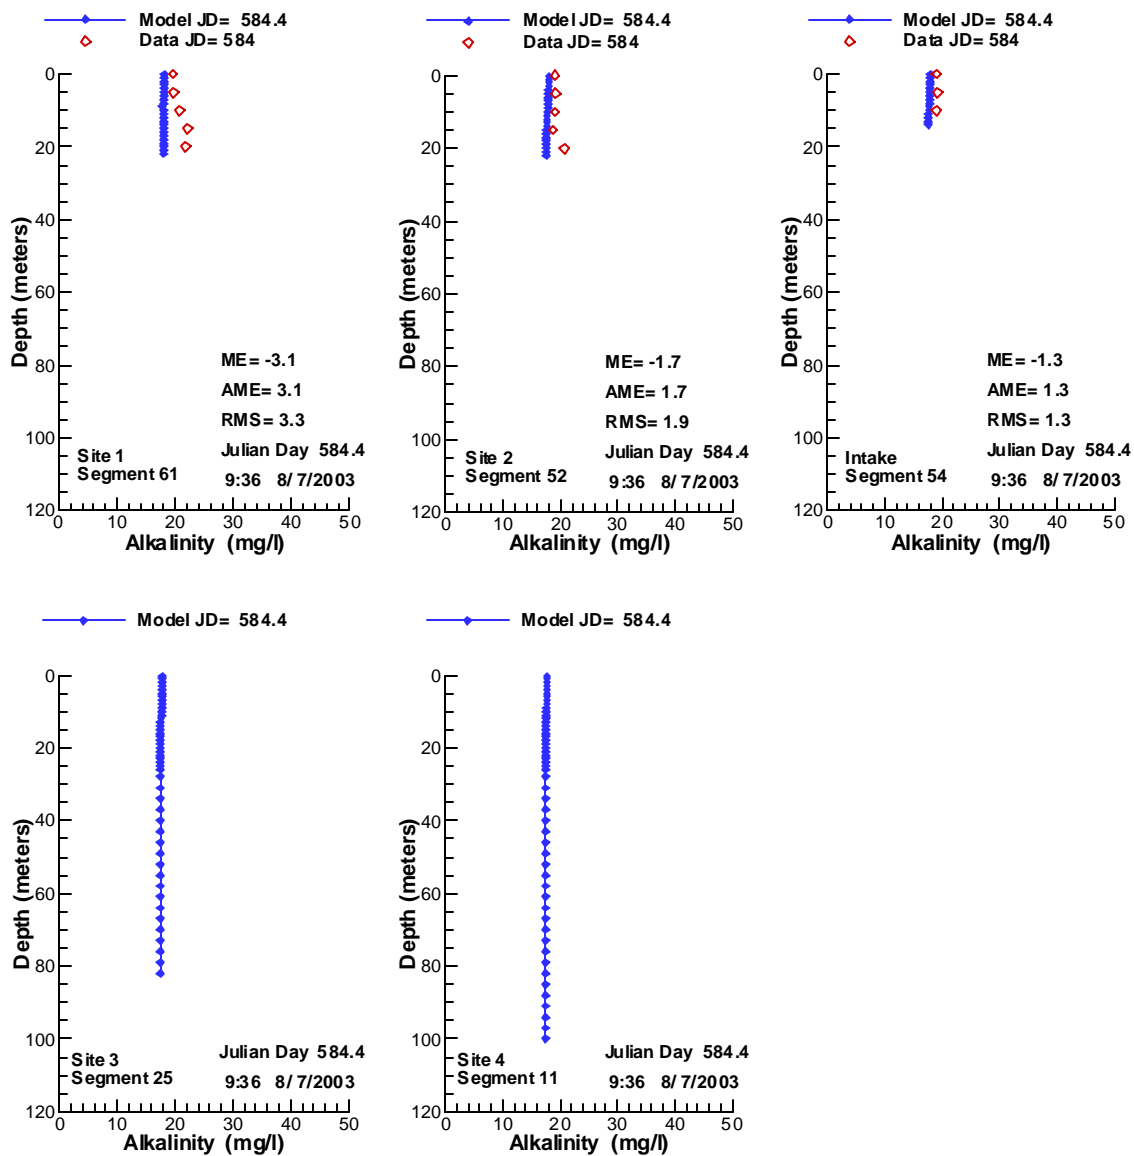 Model JD= 584.4
Data JD= 584
0
20
40
60
80
100
120
Depth (meters)
ME= -3.1
AME= 3.1
RMS= 3.3
Julian Day 584.4
9:36 8/7/2003
Site 1
Segment 61
0 10 20 30 40 50
Alkalinity (mg/l)
Model JD= 584.4
Data JD= 584
0
20
40
60
80
100
120
Depth (meters)
ME= -1.7
AME= 1.7
RMS= 1.9
Julian Day 584.4
9:36 8/7/2003
Site 2
Segment 52
0 10 20 30 40 50
Alkalinity (mg/l)
Model JD= 584.4
Data JD= 584
0
20
40
60
80
100
120
Depth (meters)
ME= -1.3
AME= 1.3
RMS= 1.3
Julian Day 584.4
9:36 8/7/2003
Intake
Segment 54
0 10 20 30 40 50
Alkalinity (mg/l)
Model JD= 584.4
0
20
40
60
80
100
120
Depth (meters)
Julian Day 584.4
9:36 8/7/2003
Site 3
Segment 25
0 10 20 30 40 50
Alkalinity (mg/l)
Model JD= 584.4
0
20
40
60
80
100
120
Depth (meters)
Julian Day 584.4
9:36 8/7/2003
Site 4
Segment 11
0 10 20 30 40 50
Alkalinity (mg/l)